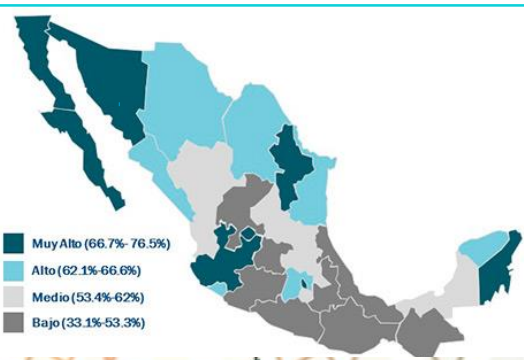 Muy Alto (66.7%- 76.5%)
Alto (62.1%-66.6%)
Medio (53.4%-62%)
Bajo (33.1%-53.3%)